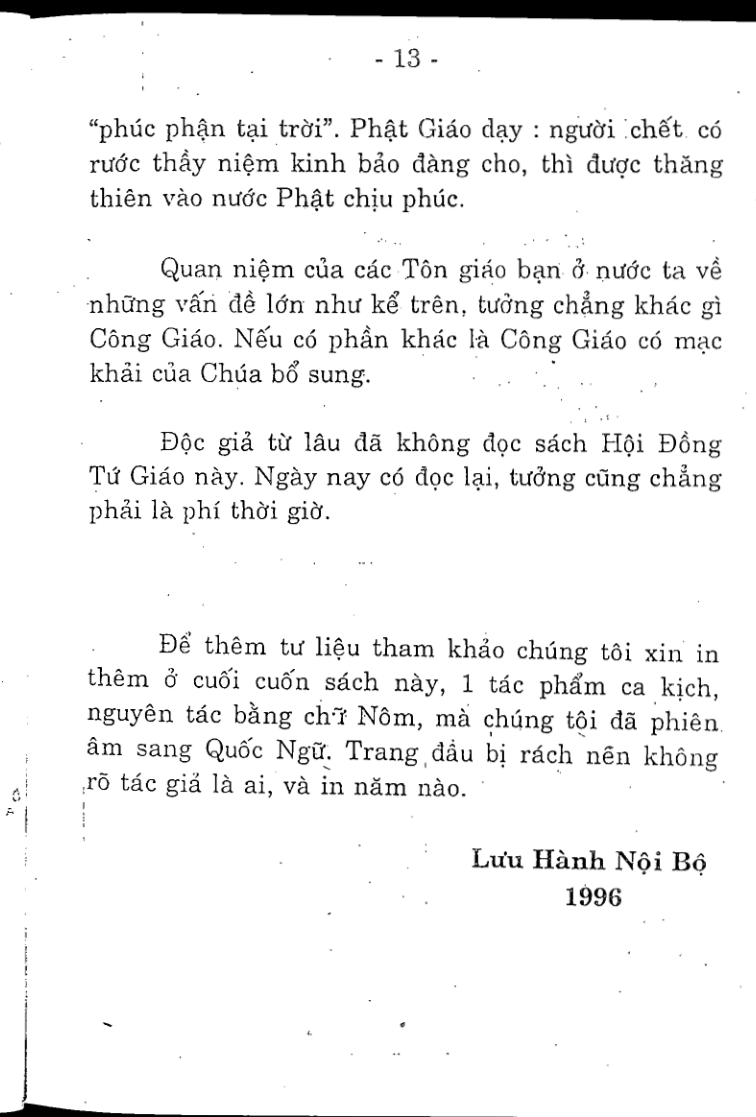 - 13 -
“phúc phận tại trời”. Phật Giáo dạy : người chết có
rước thầy niệm kinh bảo đàng cho, thì được thăng
thiên vào nước Phật chịu phúc.
Quan niệm của các Tôn giáo bạn ở nước ta về
những vấn đề lớn như kể trên, tưởng chẳng khác gì
Công Giáo. Nếu có phần khác là Công Giáo có mạc
khải của Chúa bổ sung.
Độc giả từ lâu đã không đọc sách Hội Đồng
Tứ Giáo này. Ngày nay có đọc lại, tưởng cũng chẳng
phải là phí thời giờ.
Để thêm tư liệu tham khảo chúng tôi xin in
thêm ở cuối cuốn sách này, 1 tác phẩm ca kịch,
nguyên tác bằng chữ Nôm, mà chúng tôi đã phiên
âm sang Quốc Ngữ. Trang đầu bị rách nên không
rõ tác giả là ai, và in năm nào.
Lưu Hành Nội Bộ
1996